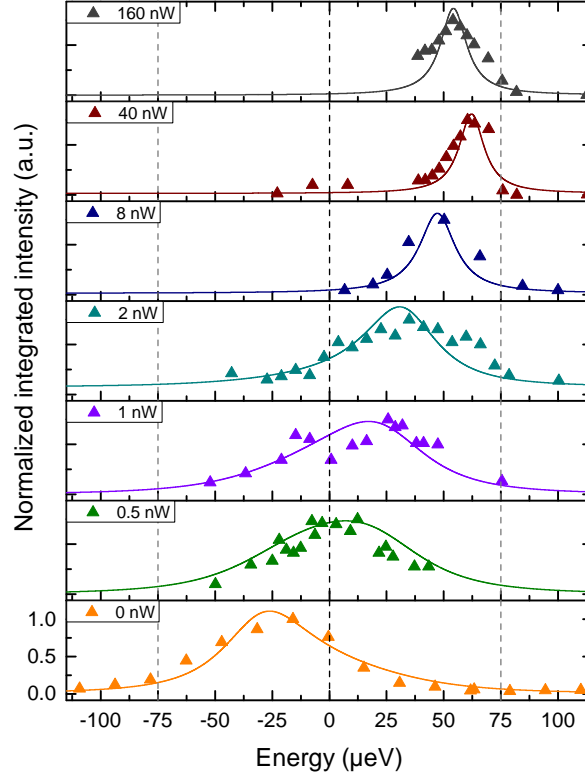 160 nW
40 nW
8 nW
2 nW
1 nW
0.5 nW
0 nW
1.0
0.5
0.0
-100 -75 -50 -25 0 25 50 75 100
Energy (µeV)
Normalized integrated intensity (a.u.)